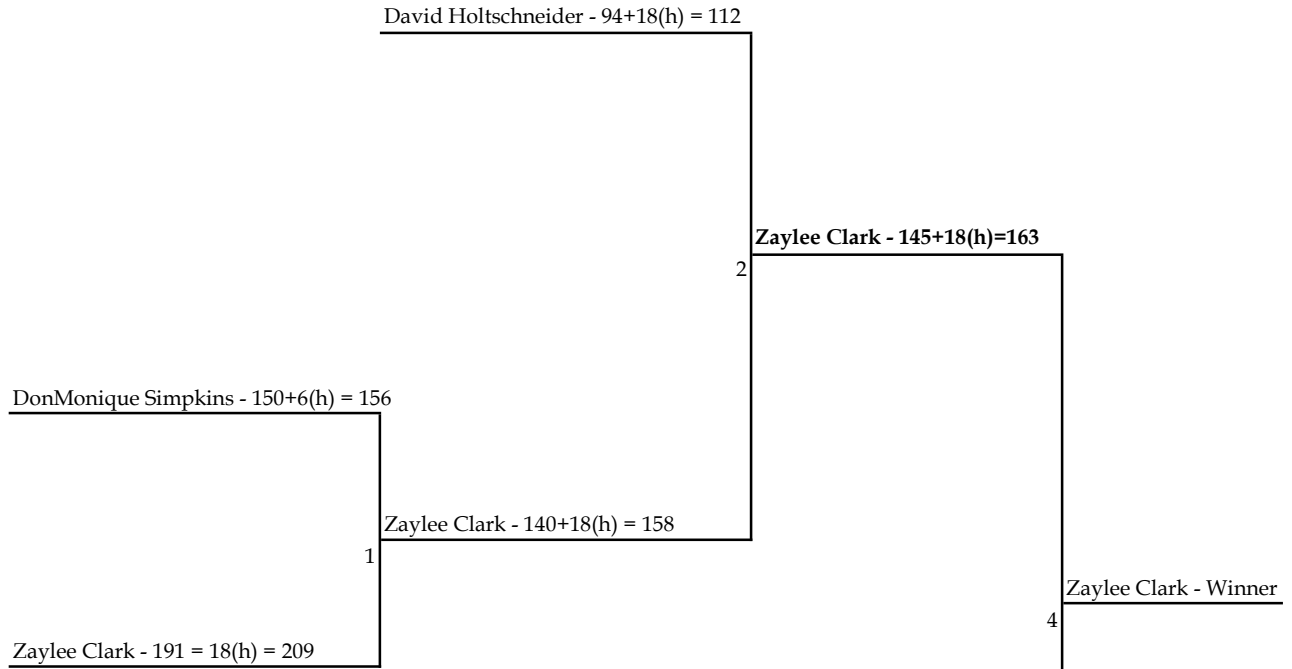 David Holtschneider - 94+18(h) = 112
Zaylee Clark - 145+18(h)=163
2
DonMonique Simpkins - 150+6(h) = 156
Zaylee Clark - 140+18(h) = 158
1
Zaylee Clark - Winner
4
Zaylee Clark - 191 = 18(h) = 209